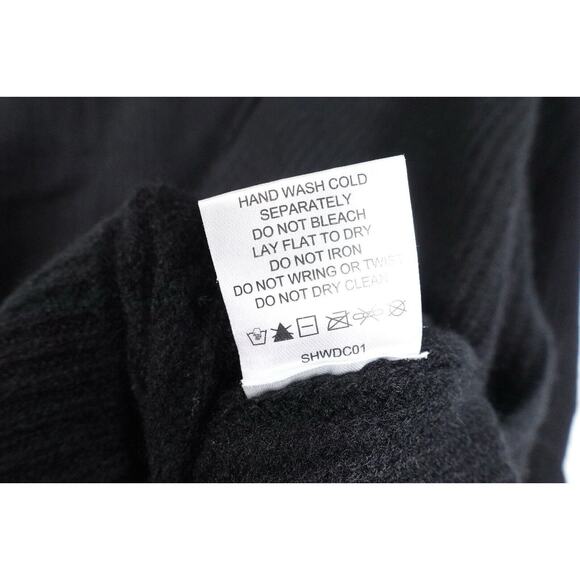 HAND WASH COLD
SEPARATELY
DO NOT BLEACH
LAY FLAT TO DRY
DO NOT IRON
DO NOT WRING OR TWIST
DO NOT DRY CLEAN
SHWDC01